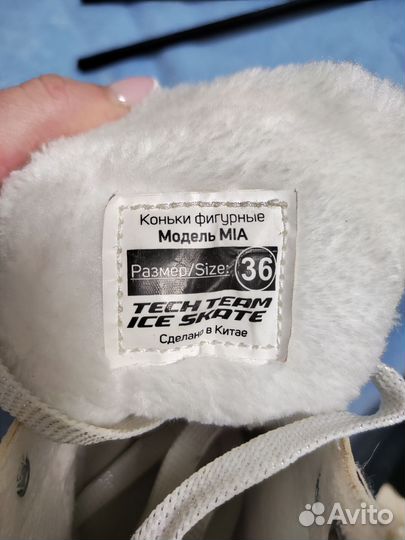 Коньки фигурные
Модель MIA
Размер/Size: 36
TECH TEAM
ICE SKATE
Сделано в Китае
Avito